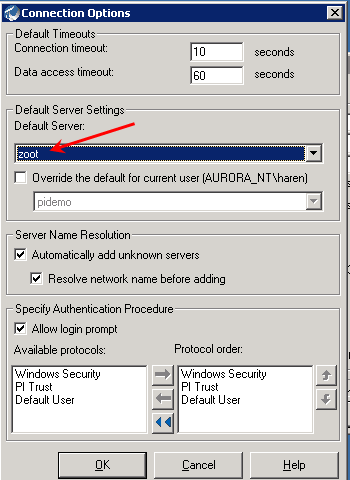 Connection Options
Default Timeouts
Connection timeout: 10 seconds
Data access timeout: 60 seconds
Default Server Settings
Default Server:
zoot
Override the default for current user (AURORA_NT\haren)
pidemo
Server Name Resolution
Automatically add unknown servers
Resolve network name before adding
Specify Authentication Procedure
Allow login prompt
Available protocols: Protocol order:
Windows Security Windows Security
PI Trust PI Trust
Default User Default User
OK Cancel Help